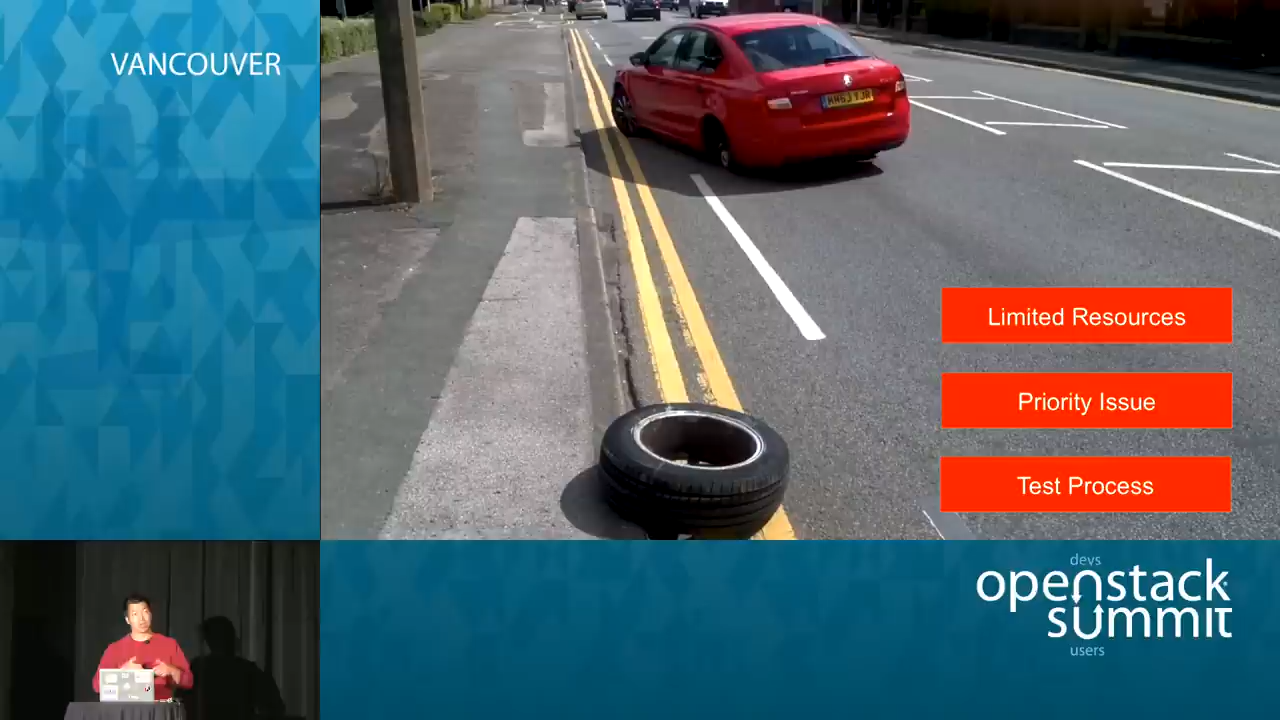 VANCOUVER
Limited Resources
Priority Issue
Test Process
devs
openstack
summit
users